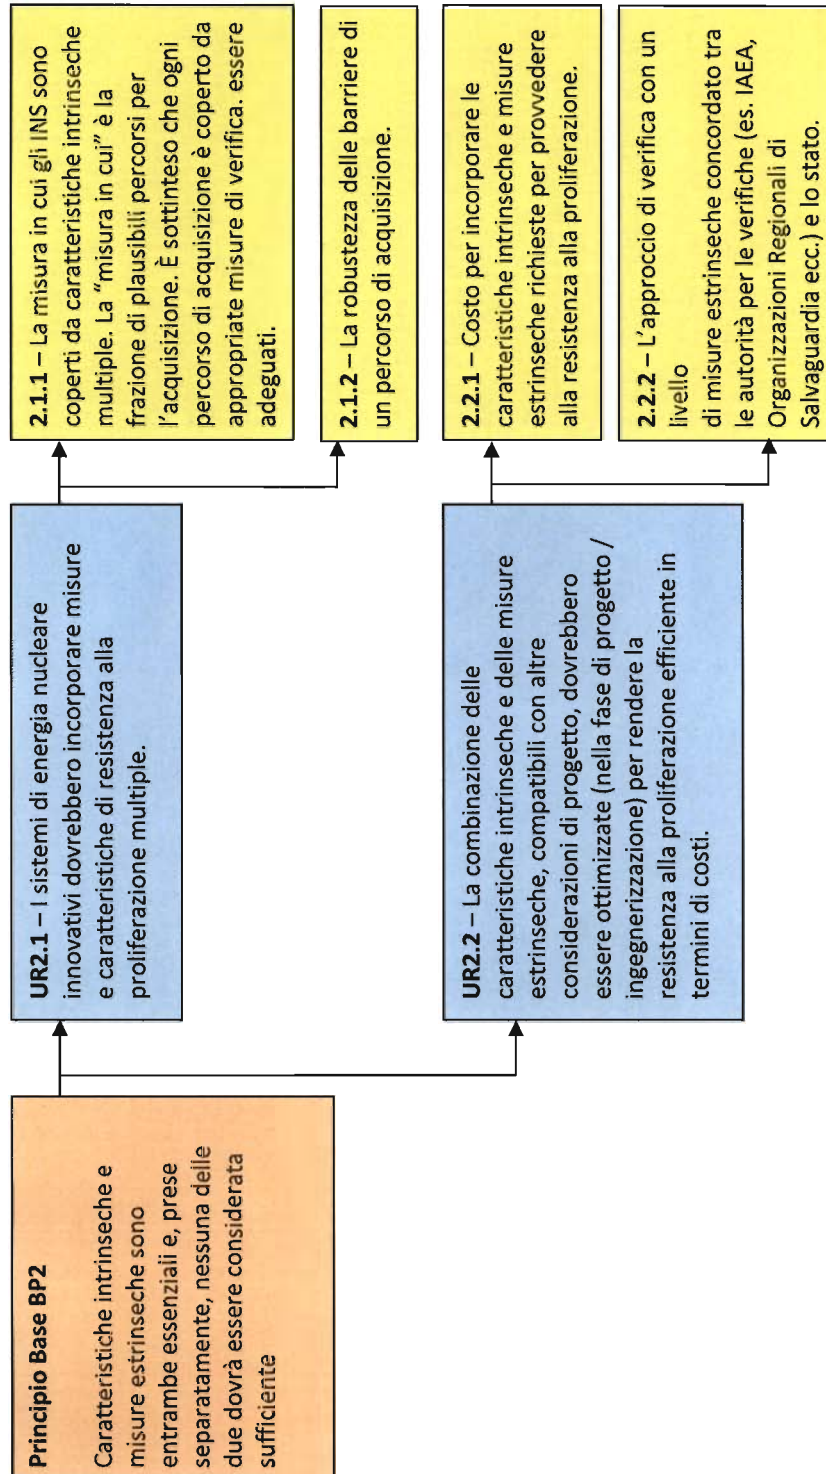 Principio Base BP2
Caratteristiche intrinseche e
misure estrinseche sono
entrambe essenziali e, prese
separatamente, nessuna delle
due dovrà essere considerata
sufficiente
UR2.1 – I sistemi di energia nucleare
innovativi dovrebbero incorporare misure
e caratteristiche di resistenza alla
proliferazione multiple.
UR2.2 – La combinazione delle
caratteristiche intrinseche e delle misure
estrinseche, compatibili con altre
considerazioni di progetto, dovrebbero
essere ottimizzate (nella fase di progetto /
ingegnerizzazione) per rendere la
resistenza alla proliferazione efficiente in
termini di costi.
2.1.1 – La misura in cui gli INS sono
coperti da caratteristiche intrinseche
multiple. La “misura in cui” è la
frazione di plausibili percorsi per
l'acquisizione. È sottinteso che ogni
percorso di acquisizione è coperto da
appropriate misure di verifica. essere
adeguati.
2.1.2 – La robustezza delle barriere di
un percorso di acquisizione.
2.2.1 – Costo per incorporare le
caratteristiche intrinseche e misure
estrinseche richieste per provvedere
alla resistenza alla proliferazione.
2.2.2 – L'approccio di verifica con un
livello
di misure estrinseche concordato tra
le autorità per le verifiche (es. IAEA,
Organizzazioni Regionali di
Salvaguardia ecc.) e lo stato.